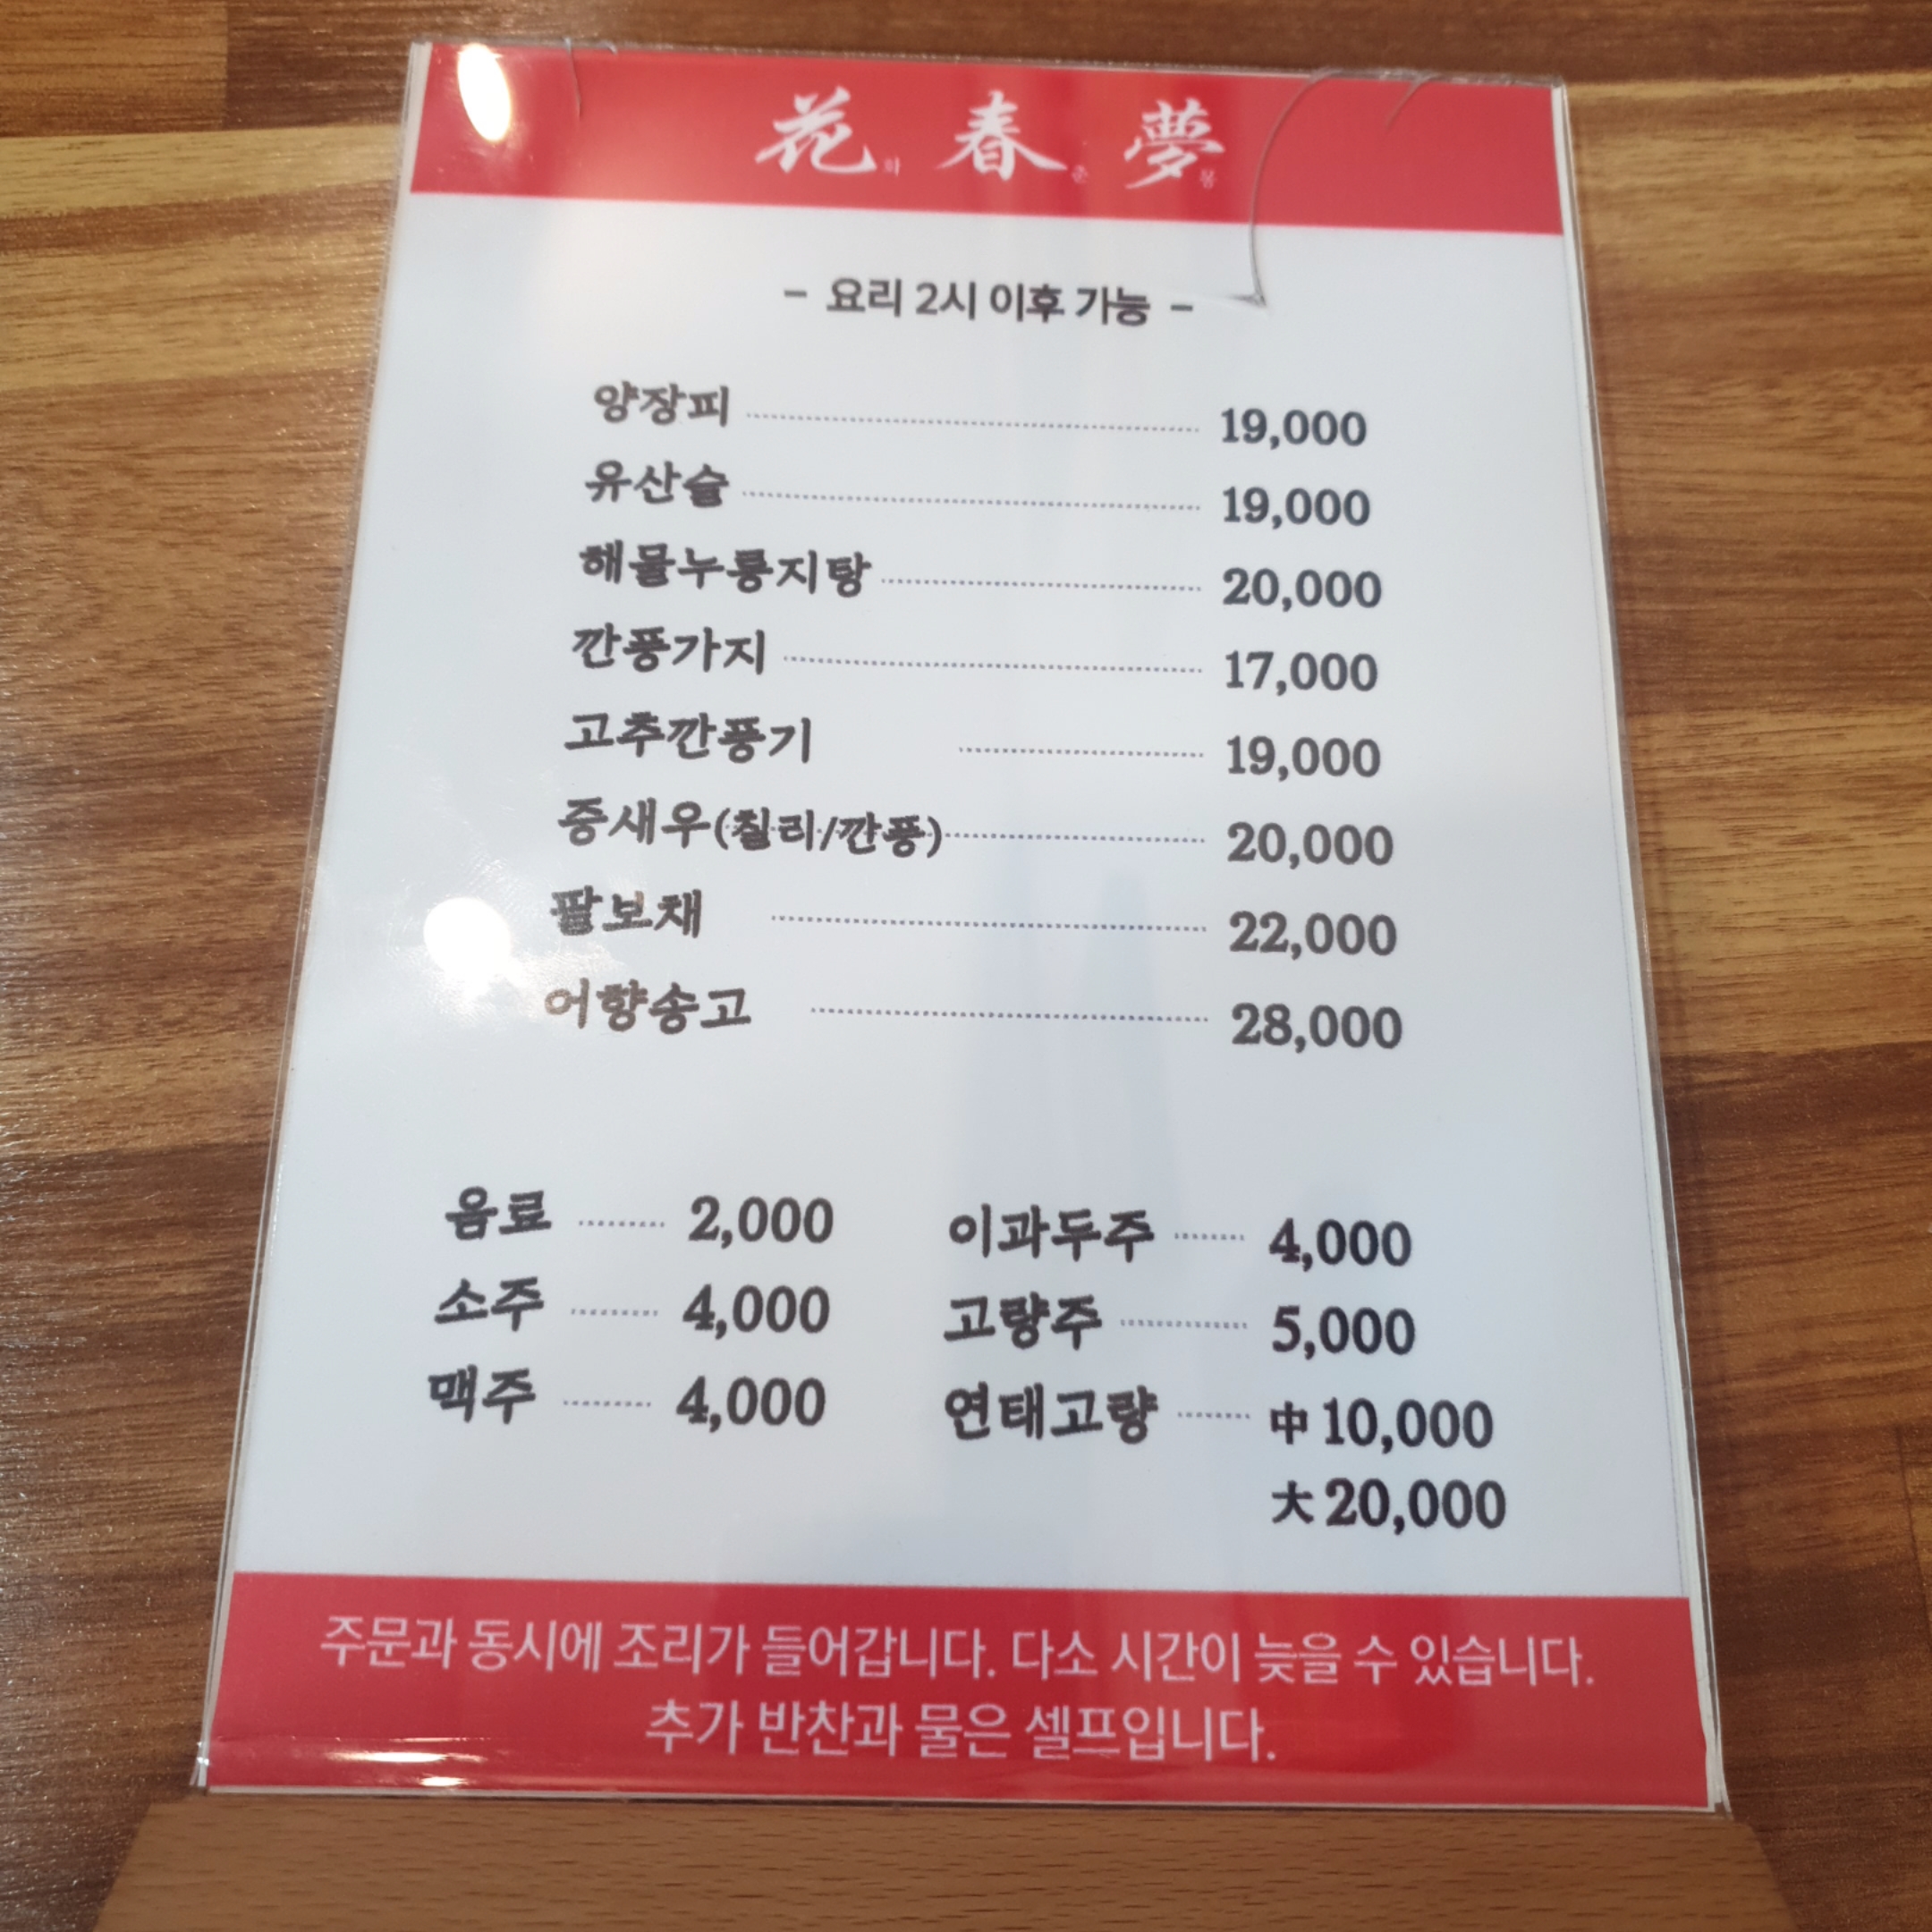 花화 春춘 夢몽
- 요리 2시 이후 가능 -
양장피 19,000
유산슬 19,000
해물누룽지탕 20,000
깐풍가지 17,000
고추깐풍기 19,000
중새우(칠리/깐풍) 20,000
팔보채 22,000
어향송고 28,000
음료 2,000
소주 4,000
맥주 4,000
이과두주 4,000
고량주 5,000
연태고량 中 10,000
大 20,000
주문과 동시에 조리가 들어갑니다. 다소 시간이 늦을 수 있습니다.
추가 반찬과 물은 셀프입니다.